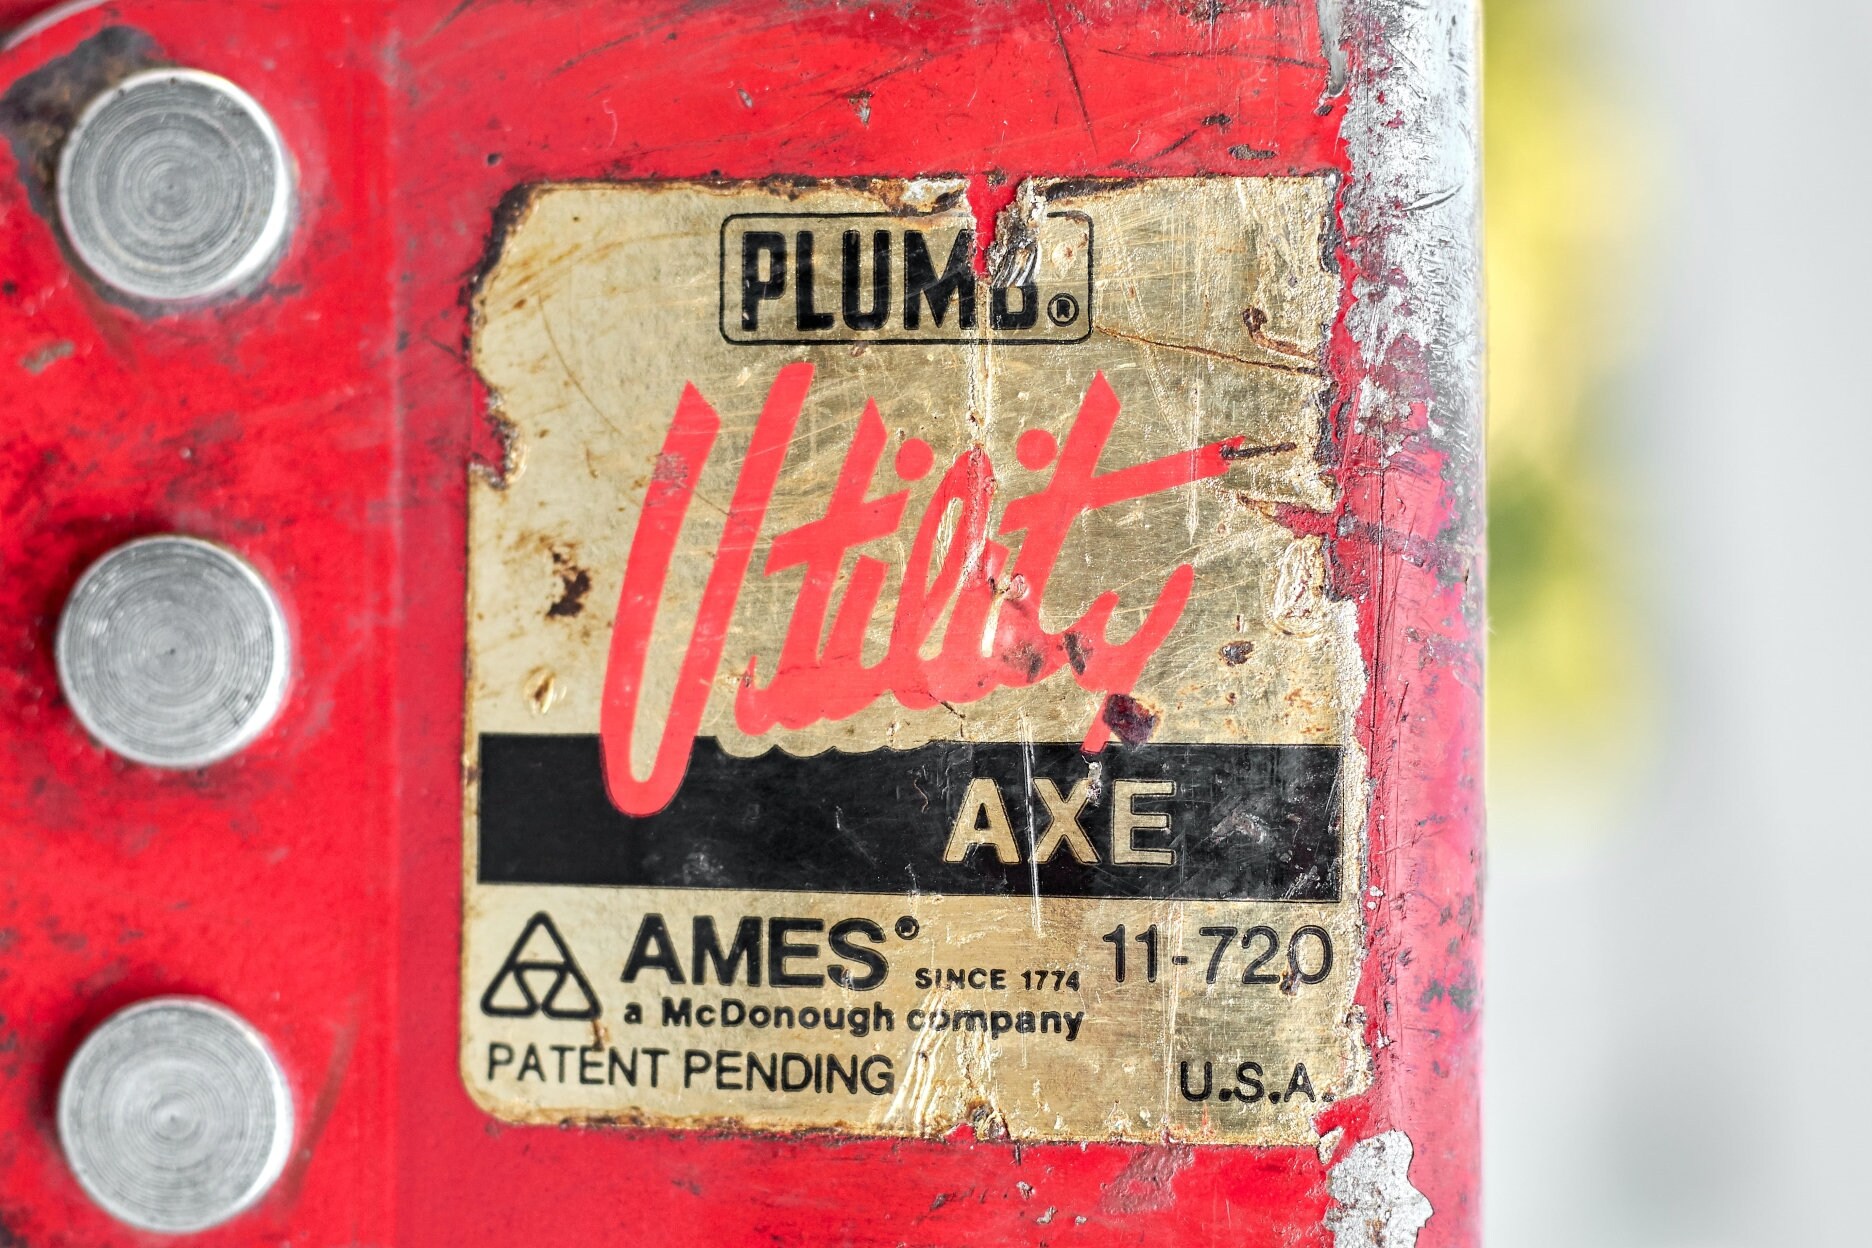 PLUMB®
Utility
AXE
AMES® SINCE 1774 11-720
a McDonough company
PATENT PENDING U.S.A.